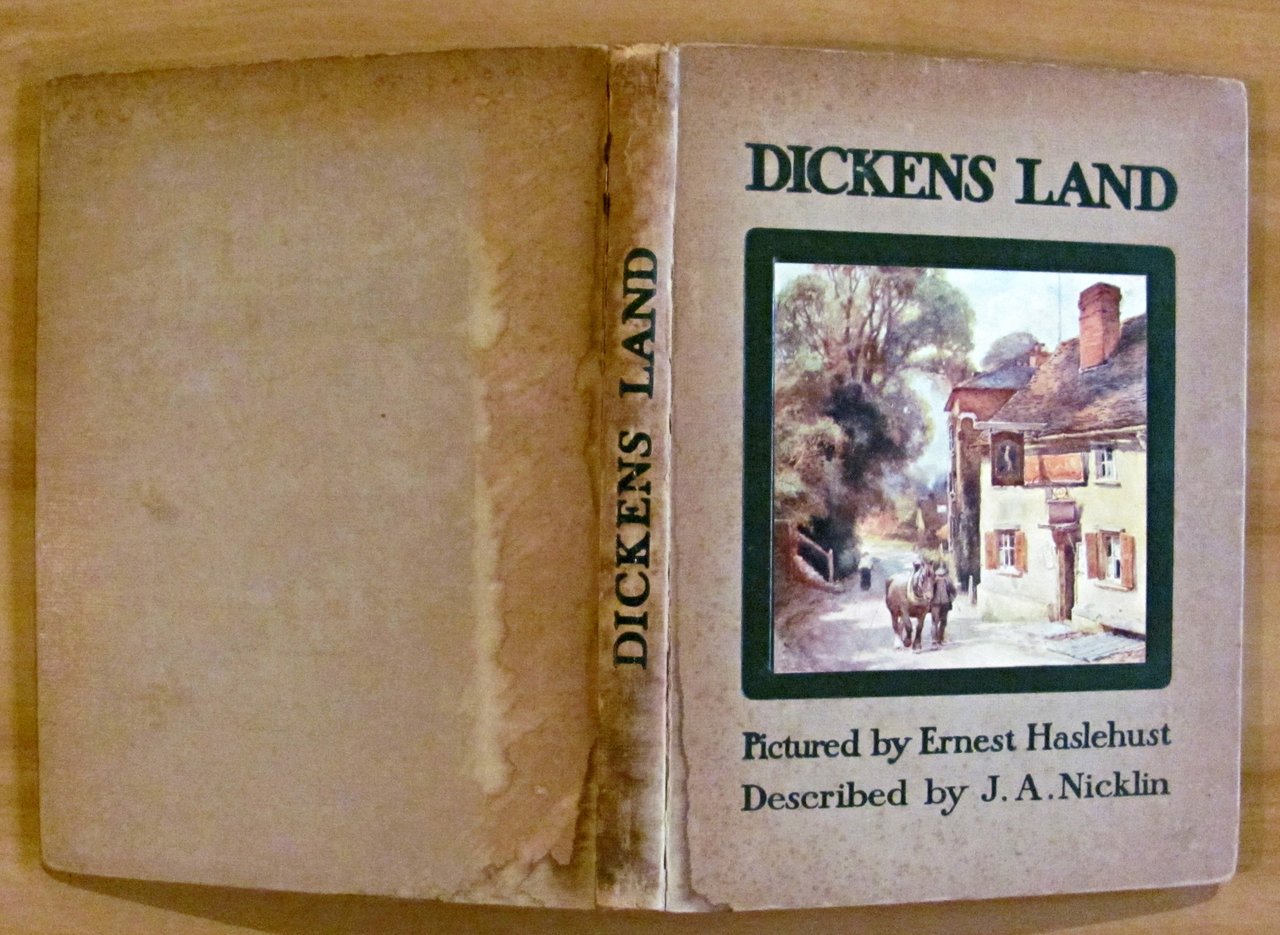 DICKENS LAND
DICKENS LAND
Pictured by Ernest Haslehust
Described by J. A. Nicklin